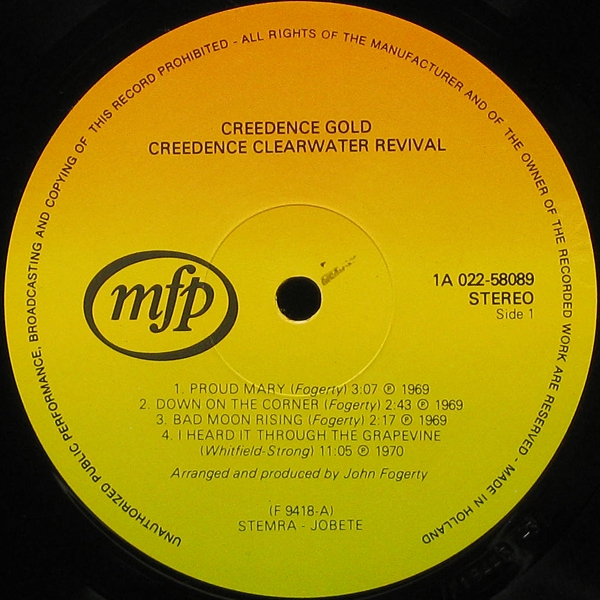 UNAUTHORIZED PUBLIC PERFORMANCE, BROADCASTING AND COPYING OF THIS RECORD PROHIBITED - ALL RIGHTS OF THE MANUFACTURER AND OF THE OWNER OF THE RECORDED WORK ARE RESERVED - MADE IN HOLLAND
CREEDENCE GOLD
CREEDENCE CLEARWATER REVIVAL
mfp
1A 022-58089
STEREO
Side 1
1. PROUD MARY (Fogerty) 3:07 ℗ 1969
2. DOWN ON THE CORNER (Fogerty) 2:43 ℗ 1969
3. BAD MOON RISING (Fogerty) 2:17 ℗ 1969
4. I HEARD IT THROUGH THE GRAPEVINE
(Whitfield-Strong) 11:05 ℗ 1970
Arranged and produced by John Fogerty
(F 9418-A)
STEMRA - JOBETE